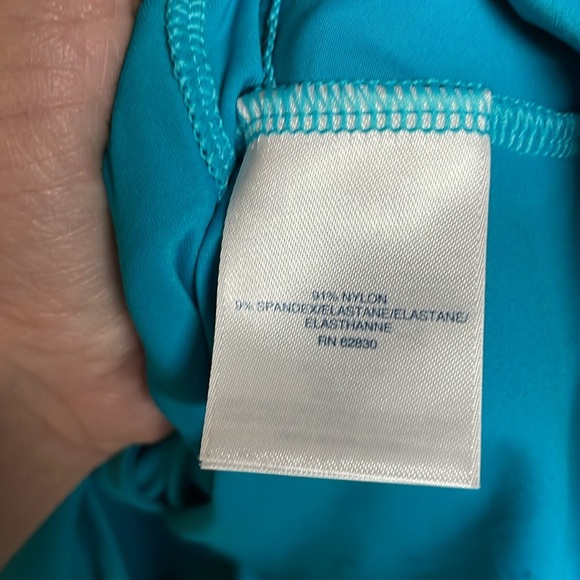 91% NYLON
9% SPANDEX/ELASTANE/ELASTANE/
ELASTHANNE
RN 62830